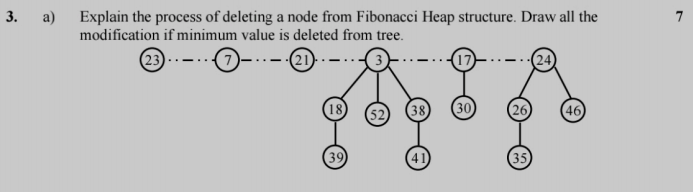 3. a) Explain the process of deleting a node from Fibonacci Heap structure. Draw all the 7
modification if minimum value is deleted from tree.
23 7 21 3 17 24
18 52 38 30 26 46
39 41 35